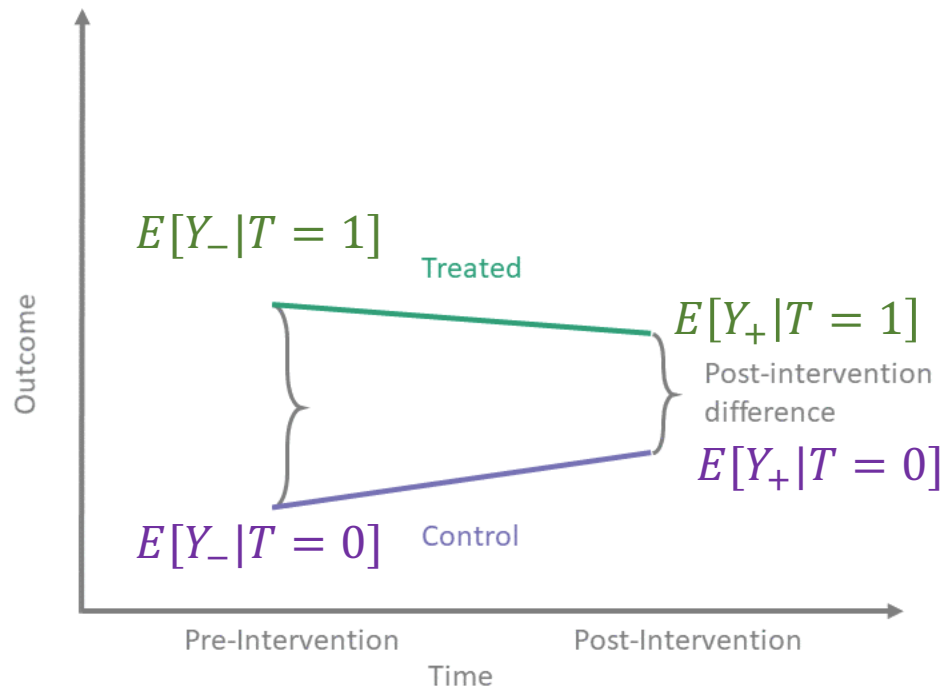 E[Y₋|T = 1]
Treated
E[Y₊|T = 1]
Post-intervention
difference
E[Y₊|T = 0]
E[Y₋|T = 0]
Control
Outcome
Pre-Intervention
Post-Intervention
Time